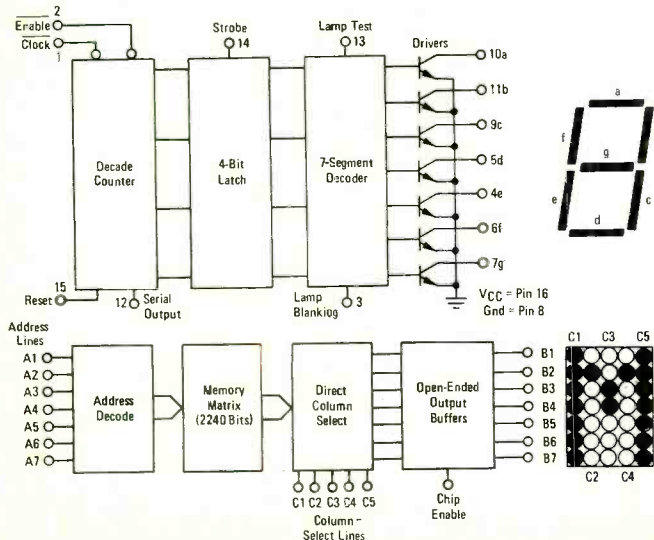 Enable
2
Clock
1
Strobe
14
Lamp Test
13
Drivers
10a
11b
9c
5d
4e
6f
7g
Decade
Counter
4-Bit
Latch
7-Segment
Decoder
15
Reset
12
Serial
Output
Lamp
Blanking
3
VCC = Pin 16
Gnd = Pin 8
a
f
g
e
c
d
Address
Lines
A1
A2
A3
A4
A5
A6
A7
Address
Decode
Memory
Matrix
(2240 Bits)
Direct
Column
Select
Open-Ended
Output
Buffers
B1
B2
B3
B4
B5
B6
B7
C1 C2 C3 C4 C5
Column -
Select Lines
Chip
Enable
C1 C3 C5
C2 C4